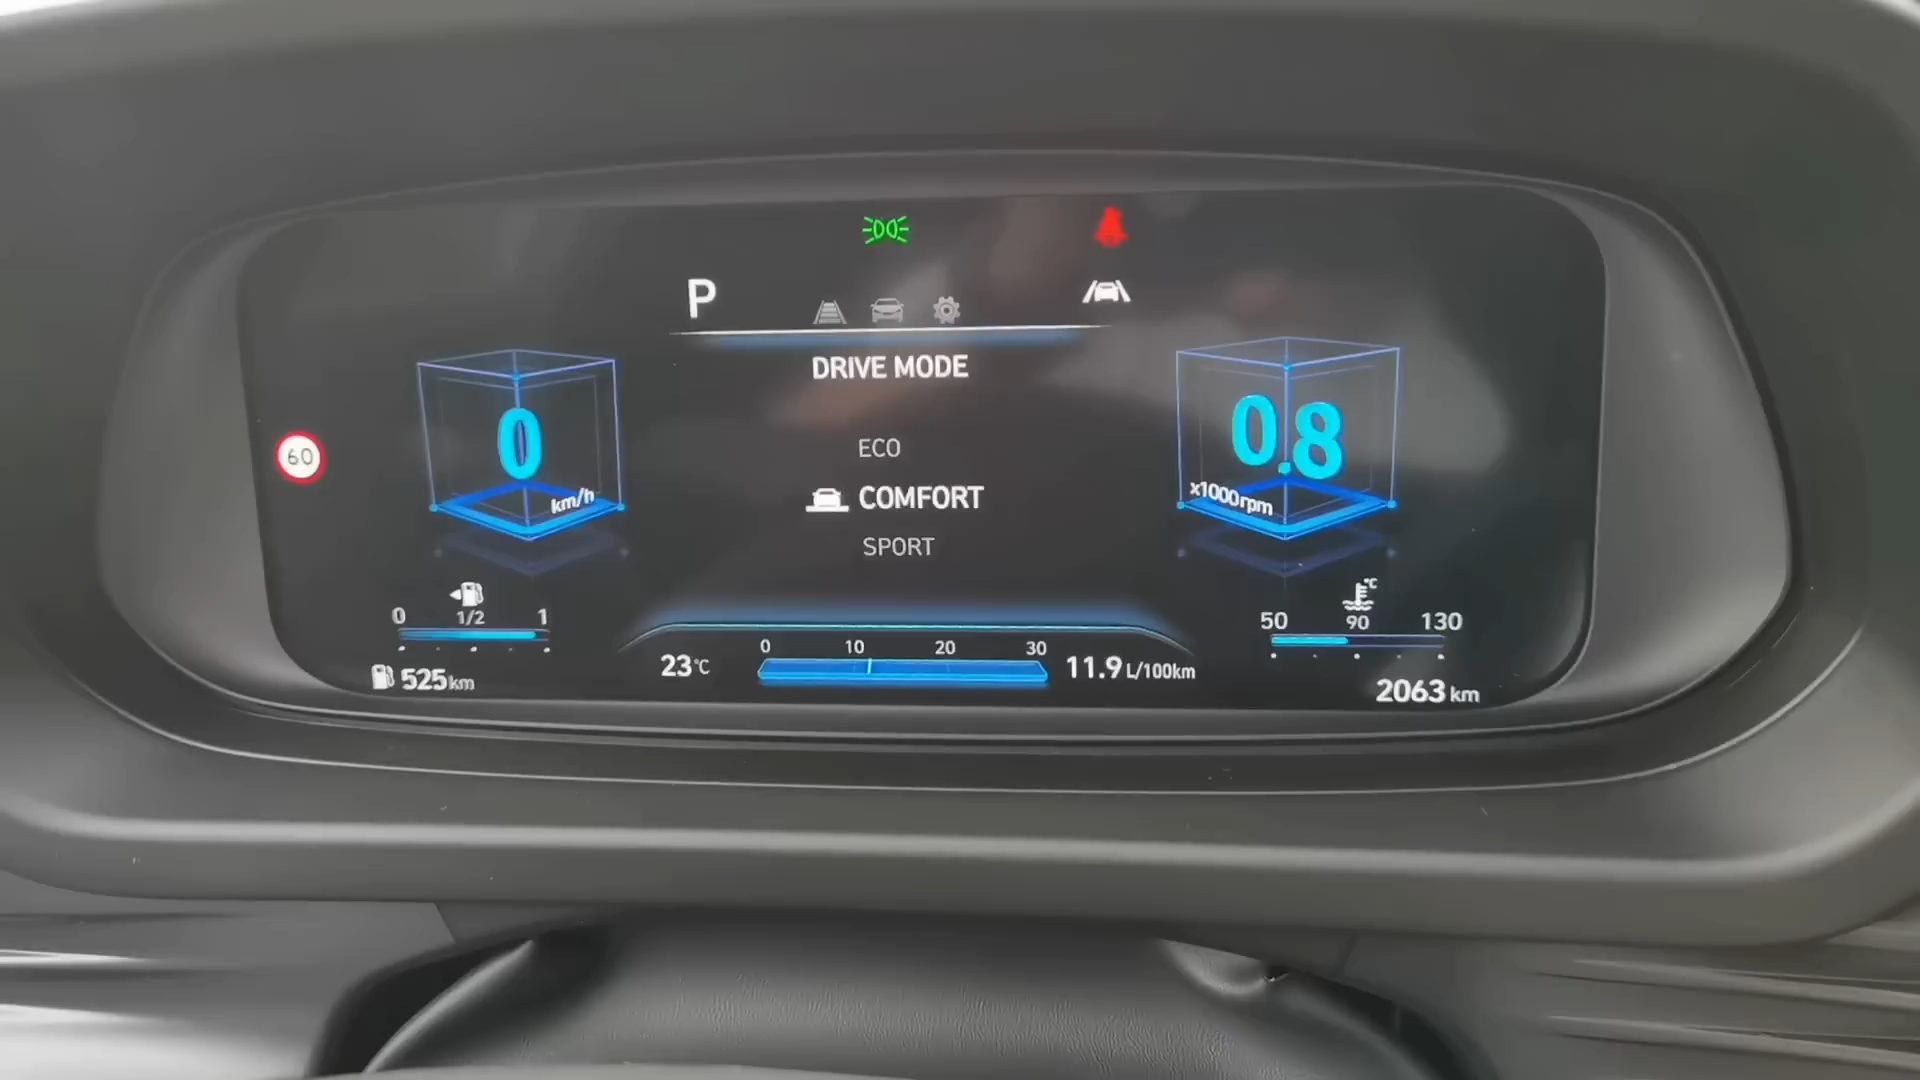 P
DRIVE MODE
60
0
km/h
ECO
COMFORT
SPORT
0.8
x1000rpm
0 1/2 1
525km
23°C
0 10 20 30
11.9 L/100km
°C
50 90 130
2063 km